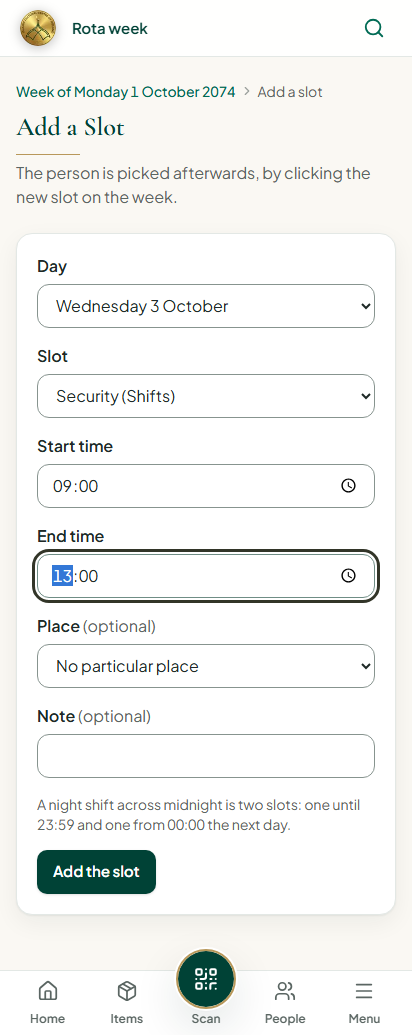 Rota week
Week of Monday 1 October 2074 > Add a slot
Add a Slot
The person is picked afterwards, by clicking the
new slot on the week.
Day
Wednesday 3 October
Slot
Security (Shifts)
Start time
09:00
End time
13:00
Place (optional)
No particular place
Note (optional)
A night shift across midnight is two slots: one until
23:59 and one from 00:00 the next day.
Add the slot
Home
Items
Scan
People
Menu